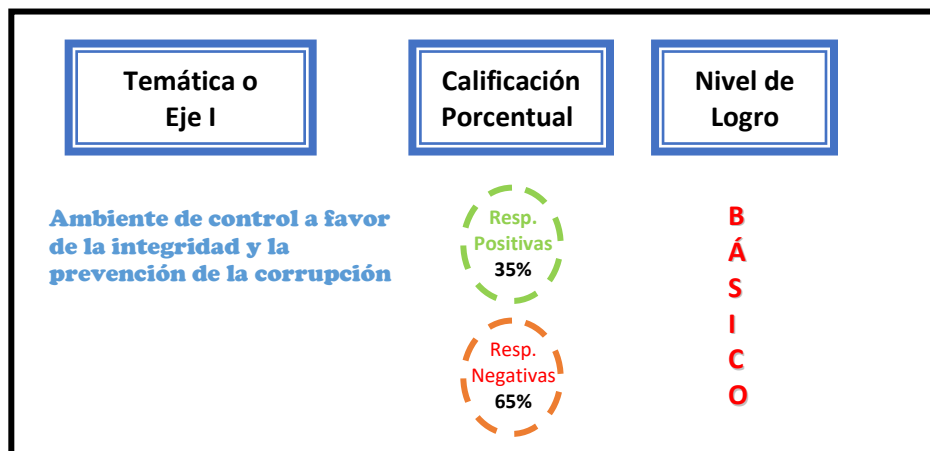 Temática o
Eje I
Calificación
Porcentual
Nivel de
Logro
Ambiente de control a favor
de la integridad y la
prevención de la corrupción
Resp.
Positivas
35%
Resp.
Negativas
65%
B
Á
S
I
C
O